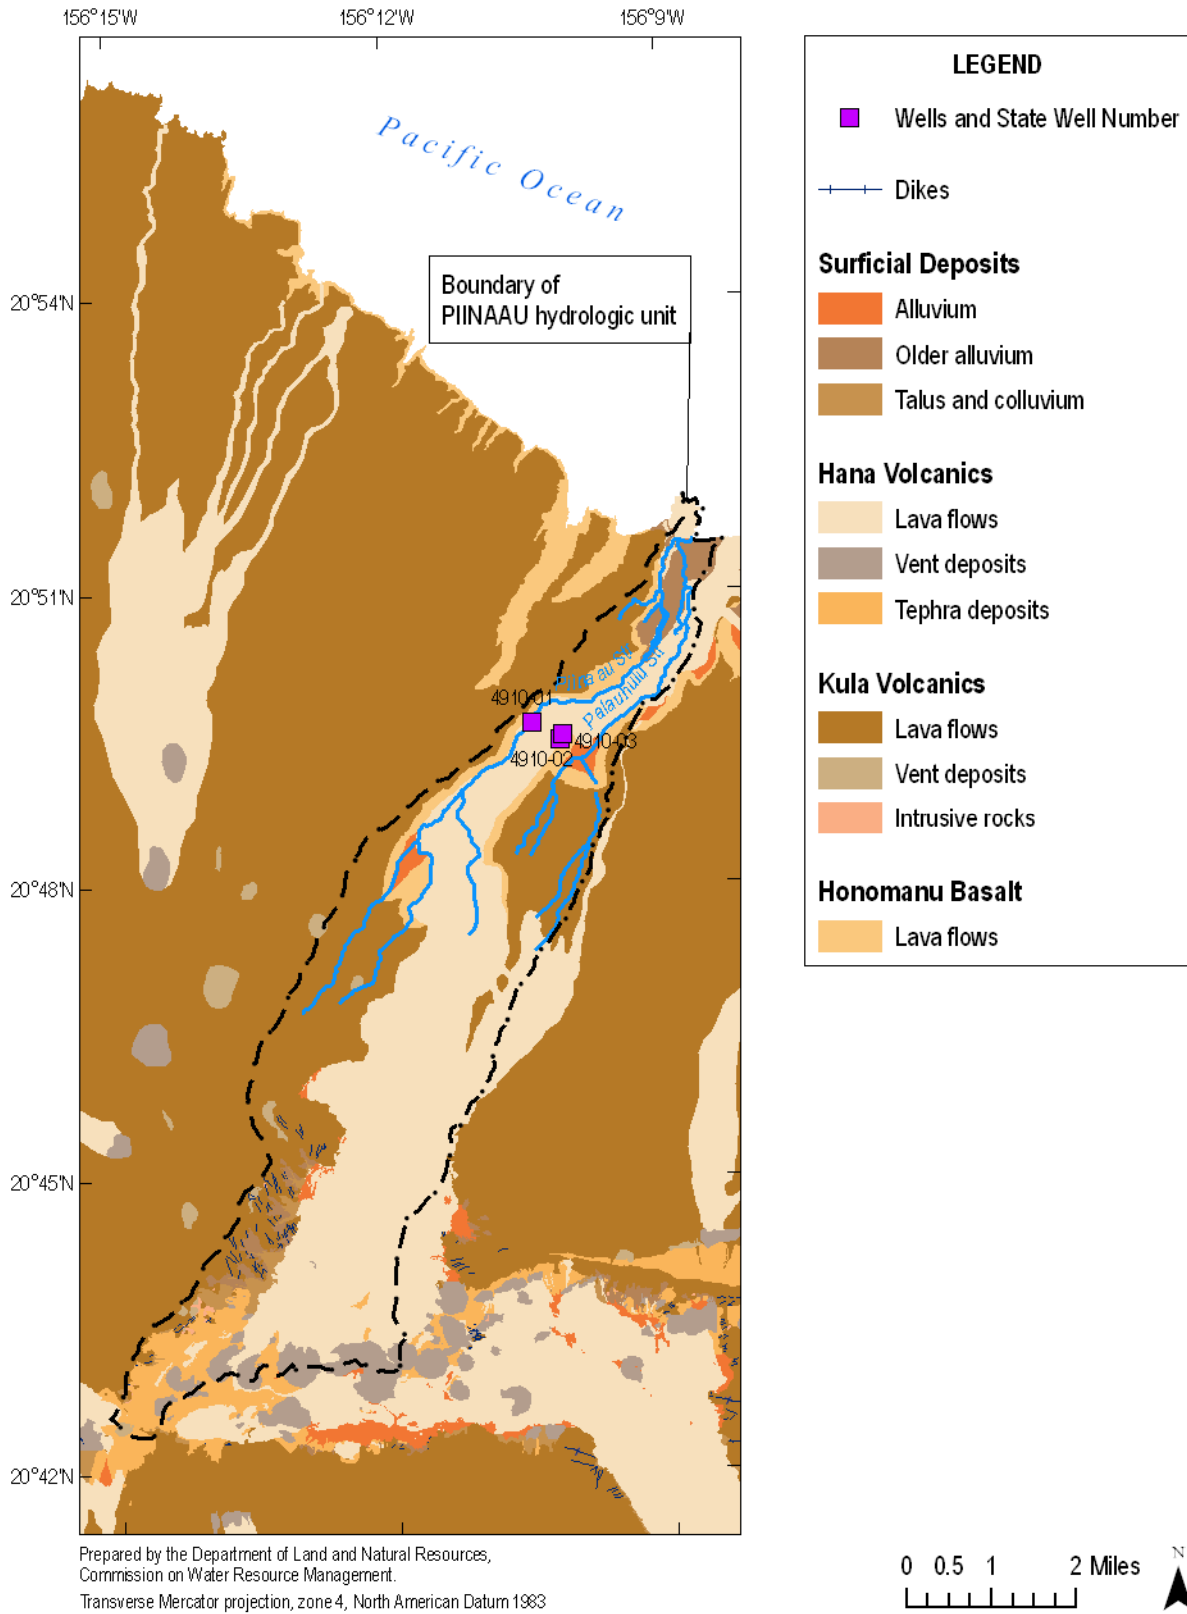 156°15'W
156°12'W
156°9'W
Pacific Ocean
Boundary of
PIINAAU hydrologic unit
20°54'N
20°51'N
20°48'N
20°45'N
20°42'N
Piinaau Str
Palauhulu Str
4910-01
4910-03
4910-02
LEGEND
Wells and State Well Number
Dikes
Surficial Deposits
Alluvium
Older alluvium
Talus and colluvium
Hana Volcanics
Lava flows
Vent deposits
Tephra deposits
Kula Volcanics
Lava flows
Vent deposits
Intrusive rocks
Honomanu Basalt
Lava flows
Prepared by the Department of Land and Natural Resources,
Commission on Water Resource Management.
Transverse Mercator projection, zone 4, North American Datum 1983
0 0.5 1 2 Miles
N